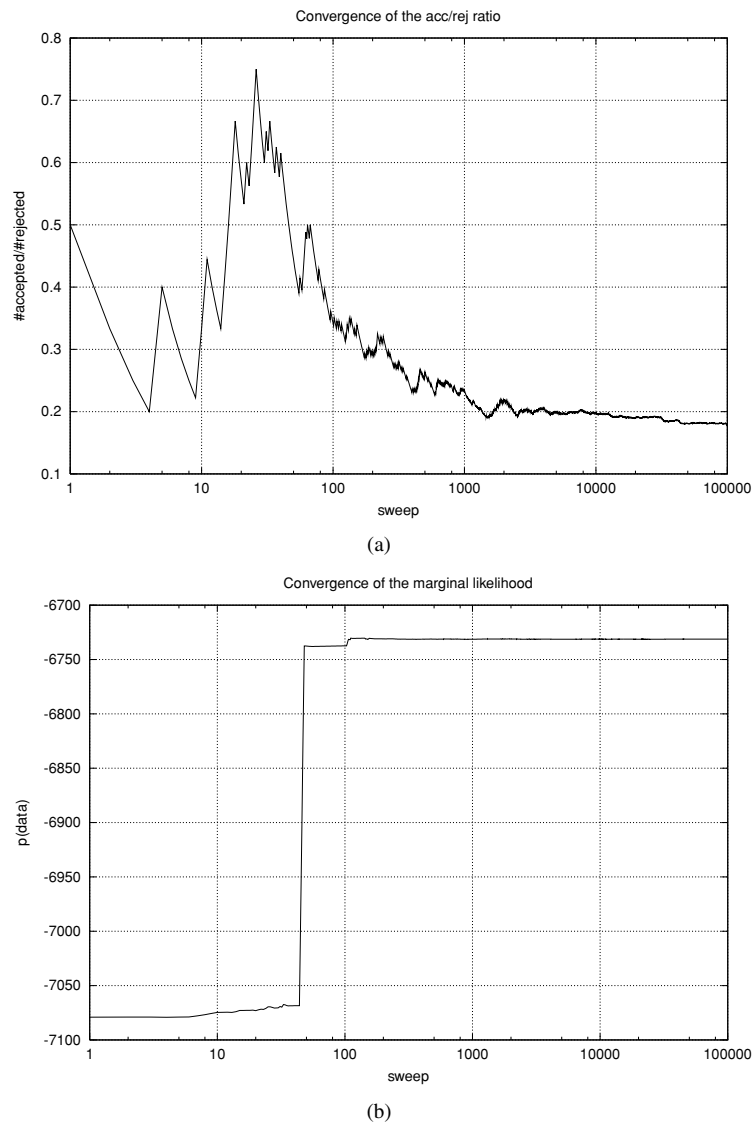 Convergence of the acc/rej ratio
0.8
0.7
0.6
0.5
0.4
0.3
0.2
0.1
#accepted/#rejected
1 10 100 1000 10000 100000
sweep
(a)
Convergence of the marginal likelihood
-6700
-6750
-6800
-6850
-6900
-6950
-7000
-7050
-7100
p(data)
1 10 100 1000 10000 100000
sweep
(b)